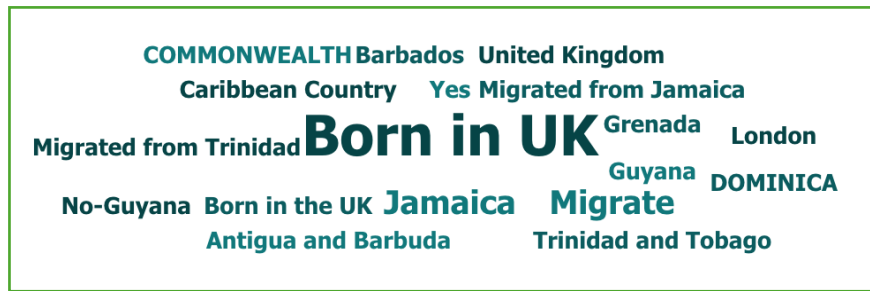 COMMONWEALTH Barbados United Kingdom
Caribbean Country Yes Migrated from Jamaica
Migrated from Trinidad Born in UK Grenada London
Guyana DOMINICA
No-Guyana Born in the UK Jamaica Migrate
Antigua and Barbuda Trinidad and Tobago